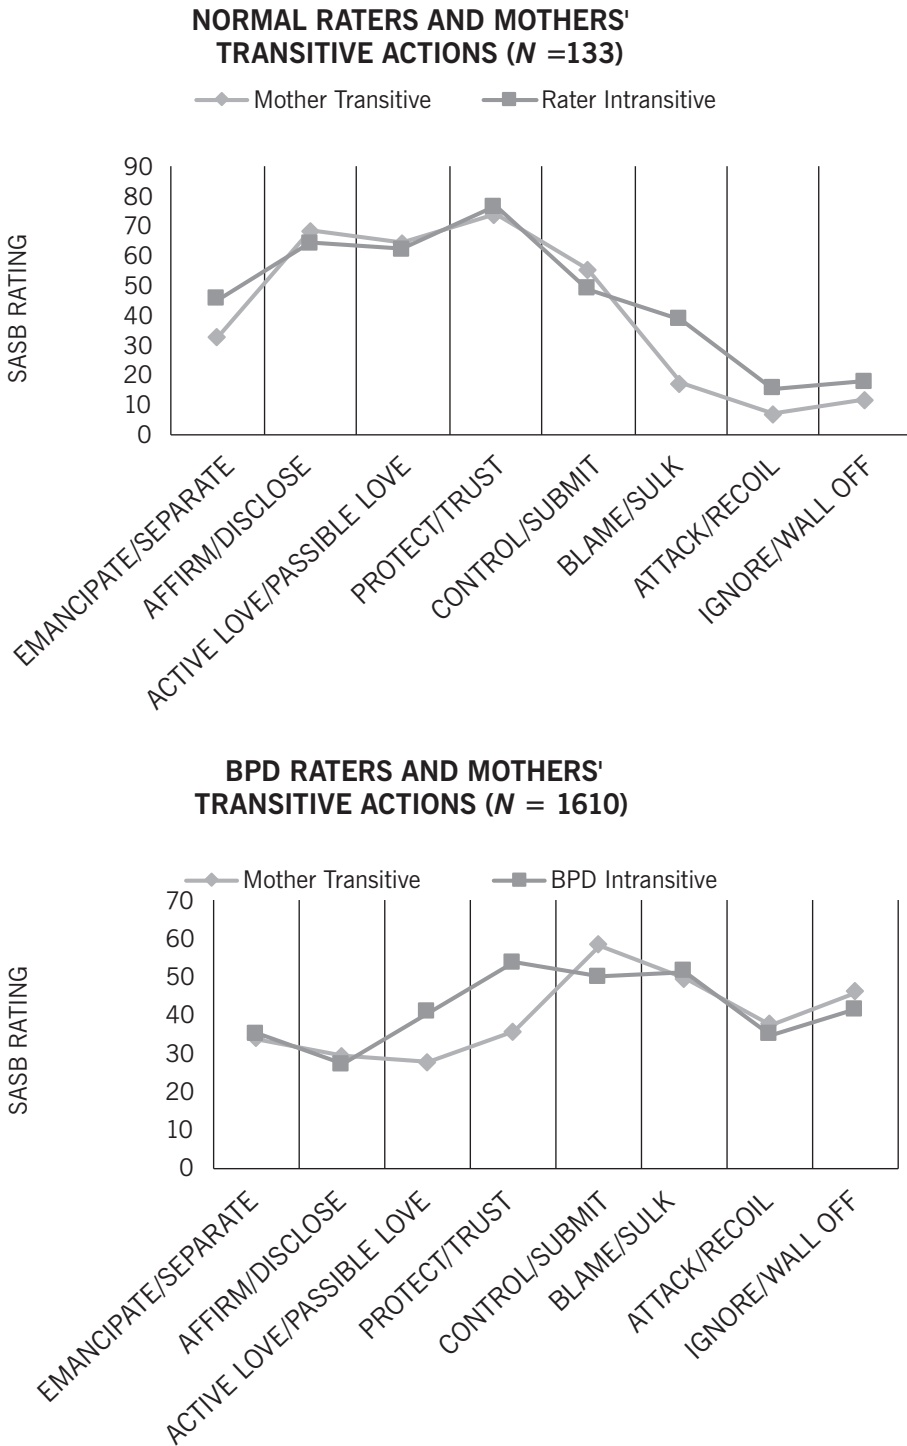 NORMAL RATERS AND MOTHERS'
TRANSITIVE ACTIONS (N =133)
Mother Transitive
Rater Intransitive
SASB RATING
90
80
70
60
50
40
30
20
10
0
EMANCIPATE/SEPARATE
AFFIRM/DISCLOSE
ACTIVE LOVE/PASSIBLE LOVE
PROTECT/TRUST
CONTROL/SUBMIT
BLAME/SULK
ATTACK/RECOIL
IGNORE/WALL OFF
BPD RATERS AND MOTHERS'
TRANSITIVE ACTIONS (N = 1610)
Mother Transitive
BPD Intransitive
SASB RATING
70
60
50
40
30
20
10
0
EMANCIPATE/SEPARATE
AFFIRM/DISCLOSE
ACTIVE LOVE/PASSIBLE LOVE
PROTECT/TRUST
CONTROL/SUBMIT
BLAME/SULK
ATTACK/RECOIL
IGNORE/WALL OFF